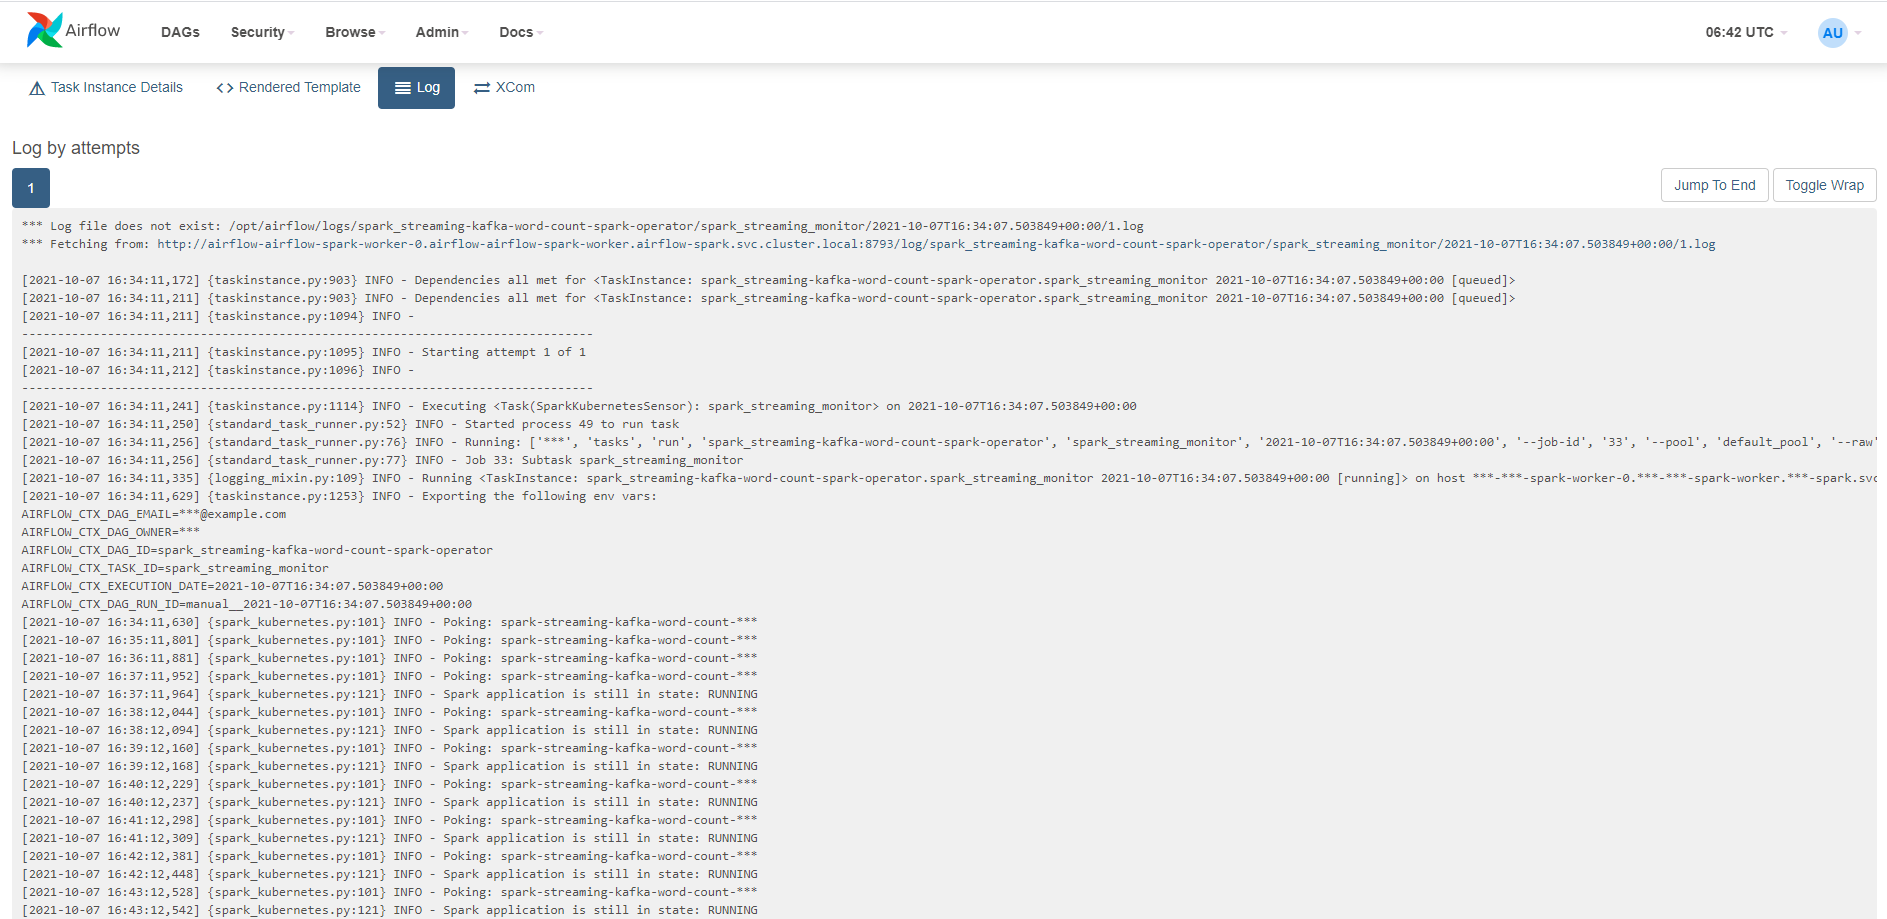 Airflow DAGs Security Browse Admin Docs 06:42 UTC AU
Task Instance Details <> Rendered Template Log XCom
Log by attempts
1 Jump To End Toggle Wrap
*** Log file does not exist: /opt/airflow/logs/spark_streaming-kafka-word-count-spark-operator/spark_streaming_monitor/2021-10-07T16:34:07.503849+00:00/1.log
*** Fetching from: http://airflow-airflow-spark-worker-0.airflow-airflow-spark-worker.airflow-spark.svc.cluster.local:8793/log/spark_streaming-kafka-word-count-spark-operator/spark_streaming_monitor/2021-10-07T16:34:07.503849+00:00/1.log
[2021-10-07 16:34:11,172] {taskinstance.py:903} INFO - Dependencies all met for <TaskInstance: spark_streaming-kafka-word-count-spark-operator.spark_streaming_monitor 2021-10-07T16:34:07.503849+00:00 [queued]>
[2021-10-07 16:34:11,211] {taskinstance.py:903} INFO - Dependencies all met for <TaskInstance: spark_streaming-kafka-word-count-spark-operator.spark_streaming_monitor 2021-10-07T16:34:07.503849+00:00 [queued]>
[2021-10-07 16:34:11,211] {taskinstance.py:1094} INFO -
--------------------------------------------------------------------------------
[2021-10-07 16:34:11,211] {taskinstance.py:1095} INFO - Starting attempt 1 of 1
[2021-10-07 16:34:11,212] {taskinstance.py:1096} INFO -
--------------------------------------------------------------------------------
[2021-10-07 16:34:11,241] {taskinstance.py:1114} INFO - Executing <Task(SparkKubernetesSensor): spark_streaming_monitor> on 2021-10-07T16:34:07.503849+00:00
[2021-10-07 16:34:11,250] {standard_task_runner.py:52} INFO - Started process 49 to run task
[2021-10-07 16:34:11,256] {standard_task_runner.py:76} INFO - Running: ['***', 'tasks', 'run', 'spark_streaming-kafka-word-count-spark-operator', 'spark_streaming_monitor', '2021-10-07T16:34:07.503849+00:00', '--job-id', '33', '--pool', 'default_pool', '--raw'
[2021-10-07 16:34:11,256] {standard_task_runner.py:77} INFO - Job 33: Subtask spark_streaming_monitor
[2021-10-07 16:34:11,335] {logging_mixin.py:109} INFO - Running <TaskInstance: spark_streaming-kafka-word-count-spark-operator.spark_streaming_monitor 2021-10-07T16:34:07.503849+00:00 [running]> on host ***-***-spark-worker-0.***-***-spark-worker.***-spark.svc
[2021-10-07 16:34:11,629] {taskinstance.py:1253} INFO - Exporting the following env vars:
AIRFLOW_CTX_DAG_EMAIL=***@example.com
AIRFLOW_CTX_DAG_OWNER=***
AIRFLOW_CTX_DAG_ID=spark_streaming-kafka-word-count-spark-operator
AIRFLOW_CTX_TASK_ID=spark_streaming_monitor
AIRFLOW_CTX_EXECUTION_DATE=2021-10-07T16:34:07.503849+00:00
AIRFLOW_CTX_DAG_RUN_ID=manual__2021-10-07T16:34:07.503849+00:00
[2021-10-07 16:34:11,630] {spark_kubernetes.py:101} INFO - Poking: spark-streaming-kafka-word-count-***
[2021-10-07 16:35:11,801] {spark_kubernetes.py:101} INFO - Poking: spark-streaming-kafka-word-count-***
[2021-10-07 16:36:11,881] {spark_kubernetes.py:101} INFO - Poking: spark-streaming-kafka-word-count-***
[2021-10-07 16:37:11,952] {spark_kubernetes.py:101} INFO - Poking: spark-streaming-kafka-word-count-***
[2021-10-07 16:37:11,964] {spark_kubernetes.py:121} INFO - Spark application is still in state: RUNNING
[2021-10-07 16:38:12,044] {spark_kubernetes.py:101} INFO - Poking: spark-streaming-kafka-word-count-***
[2021-10-07 16:38:12,094] {spark_kubernetes.py:121} INFO - Spark application is still in state: RUNNING
[2021-10-07 16:39:12,160] {spark_kubernetes.py:101} INFO - Poking: spark-streaming-kafka-word-count-***
[2021-10-07 16:39:12,168] {spark_kubernetes.py:121} INFO - Spark application is still in state: RUNNING
[2021-10-07 16:40:12,229] {spark_kubernetes.py:101} INFO - Poking: spark-streaming-kafka-word-count-***
[2021-10-07 16:40:12,237] {spark_kubernetes.py:121} INFO - Spark application is still in state: RUNNING
[2021-10-07 16:41:12,298] {spark_kubernetes.py:101} INFO - Poking: spark-streaming-kafka-word-count-***
[2021-10-07 16:41:12,309] {spark_kubernetes.py:121} INFO - Spark application is still in state: RUNNING
[2021-10-07 16:42:12,381] {spark_kubernetes.py:101} INFO - Poking: spark-streaming-kafka-word-count-***
[2021-10-07 16:42:12,448] {spark_kubernetes.py:121} INFO - Spark application is still in state: RUNNING
[2021-10-07 16:43:12,528] {spark_kubernetes.py:101} INFO - Poking: spark-streaming-kafka-word-count-***
[2021-10-07 16:43:12,542] {spark_kubernetes.py:121} INFO - Spark application is still in state: RUNNING